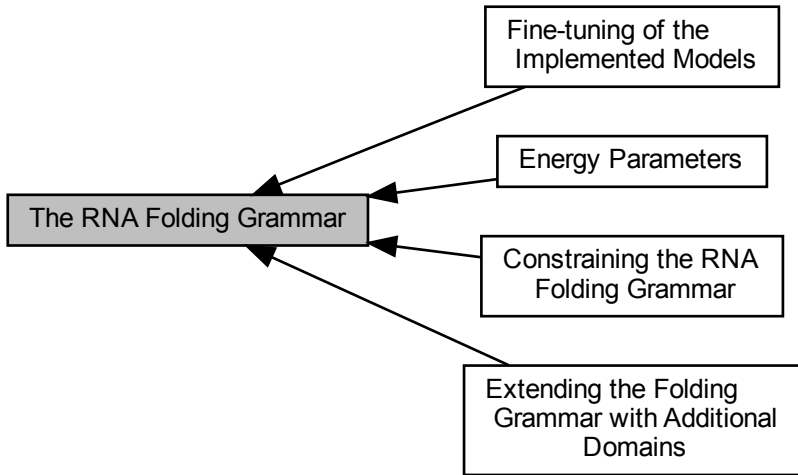 Fine-tuning of the
Implemented Models
Energy Parameters
The RNA Folding Grammar
Constraining the RNA
Folding Grammar
Extending the Folding
Grammar with Additional
Domains